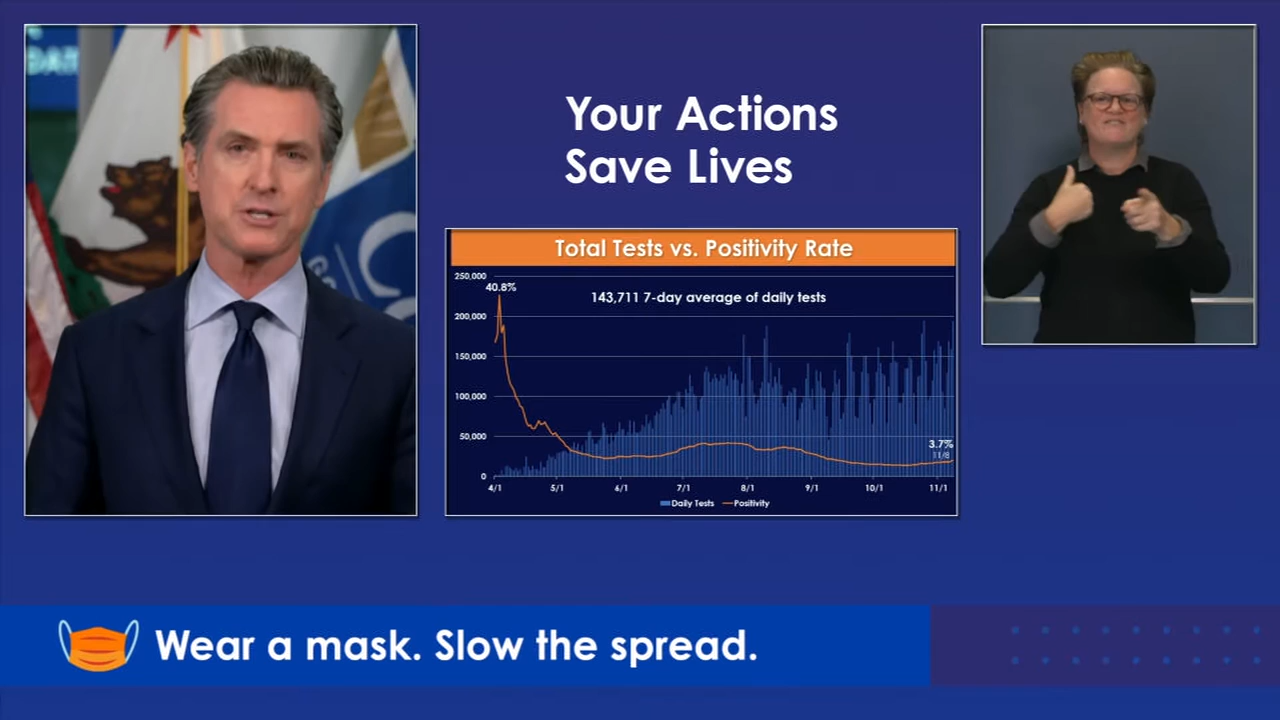 Your Actions
Save Lives
Total Tests vs. Positivity Rate
250,000
40.8%
143,711 7-day average of daily tests
200,000
150,000
100,000
50,000
3.7%
11/8
0
4/1 5/1 6/1 7/1 8/1 9/1 10/1 11/1
Daily Tests Positivity
Wear a mask. Slow the spread.